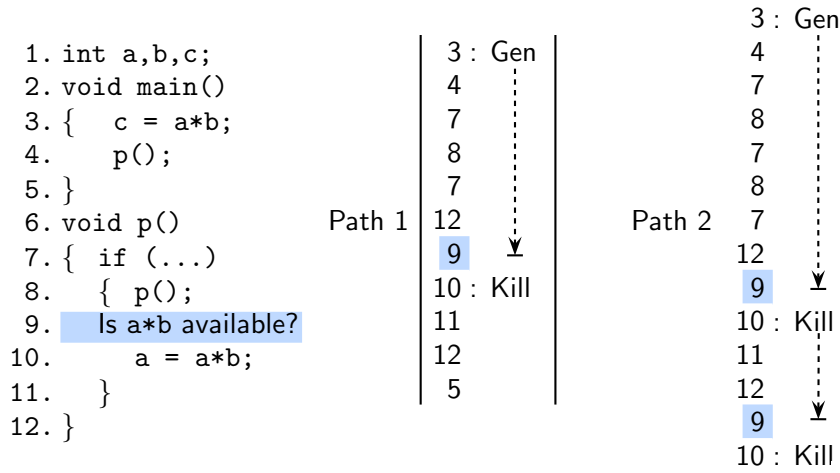 1. int a,b,c;
2. void main()
3. { c = a*b;
4. p();
5. }
6. void p()
7. { if (...)
8. { p();
9. Is a*b available?
10. a = a*b;
11. }
12. }
Path 1
3 : Gen
4
7
8
7
12
9
10 : Kill
11
12
5
Path 2
3 : Gen
4
7
8
7
8
7
12
9
10 : Kill
11
12
9
10 : Kill